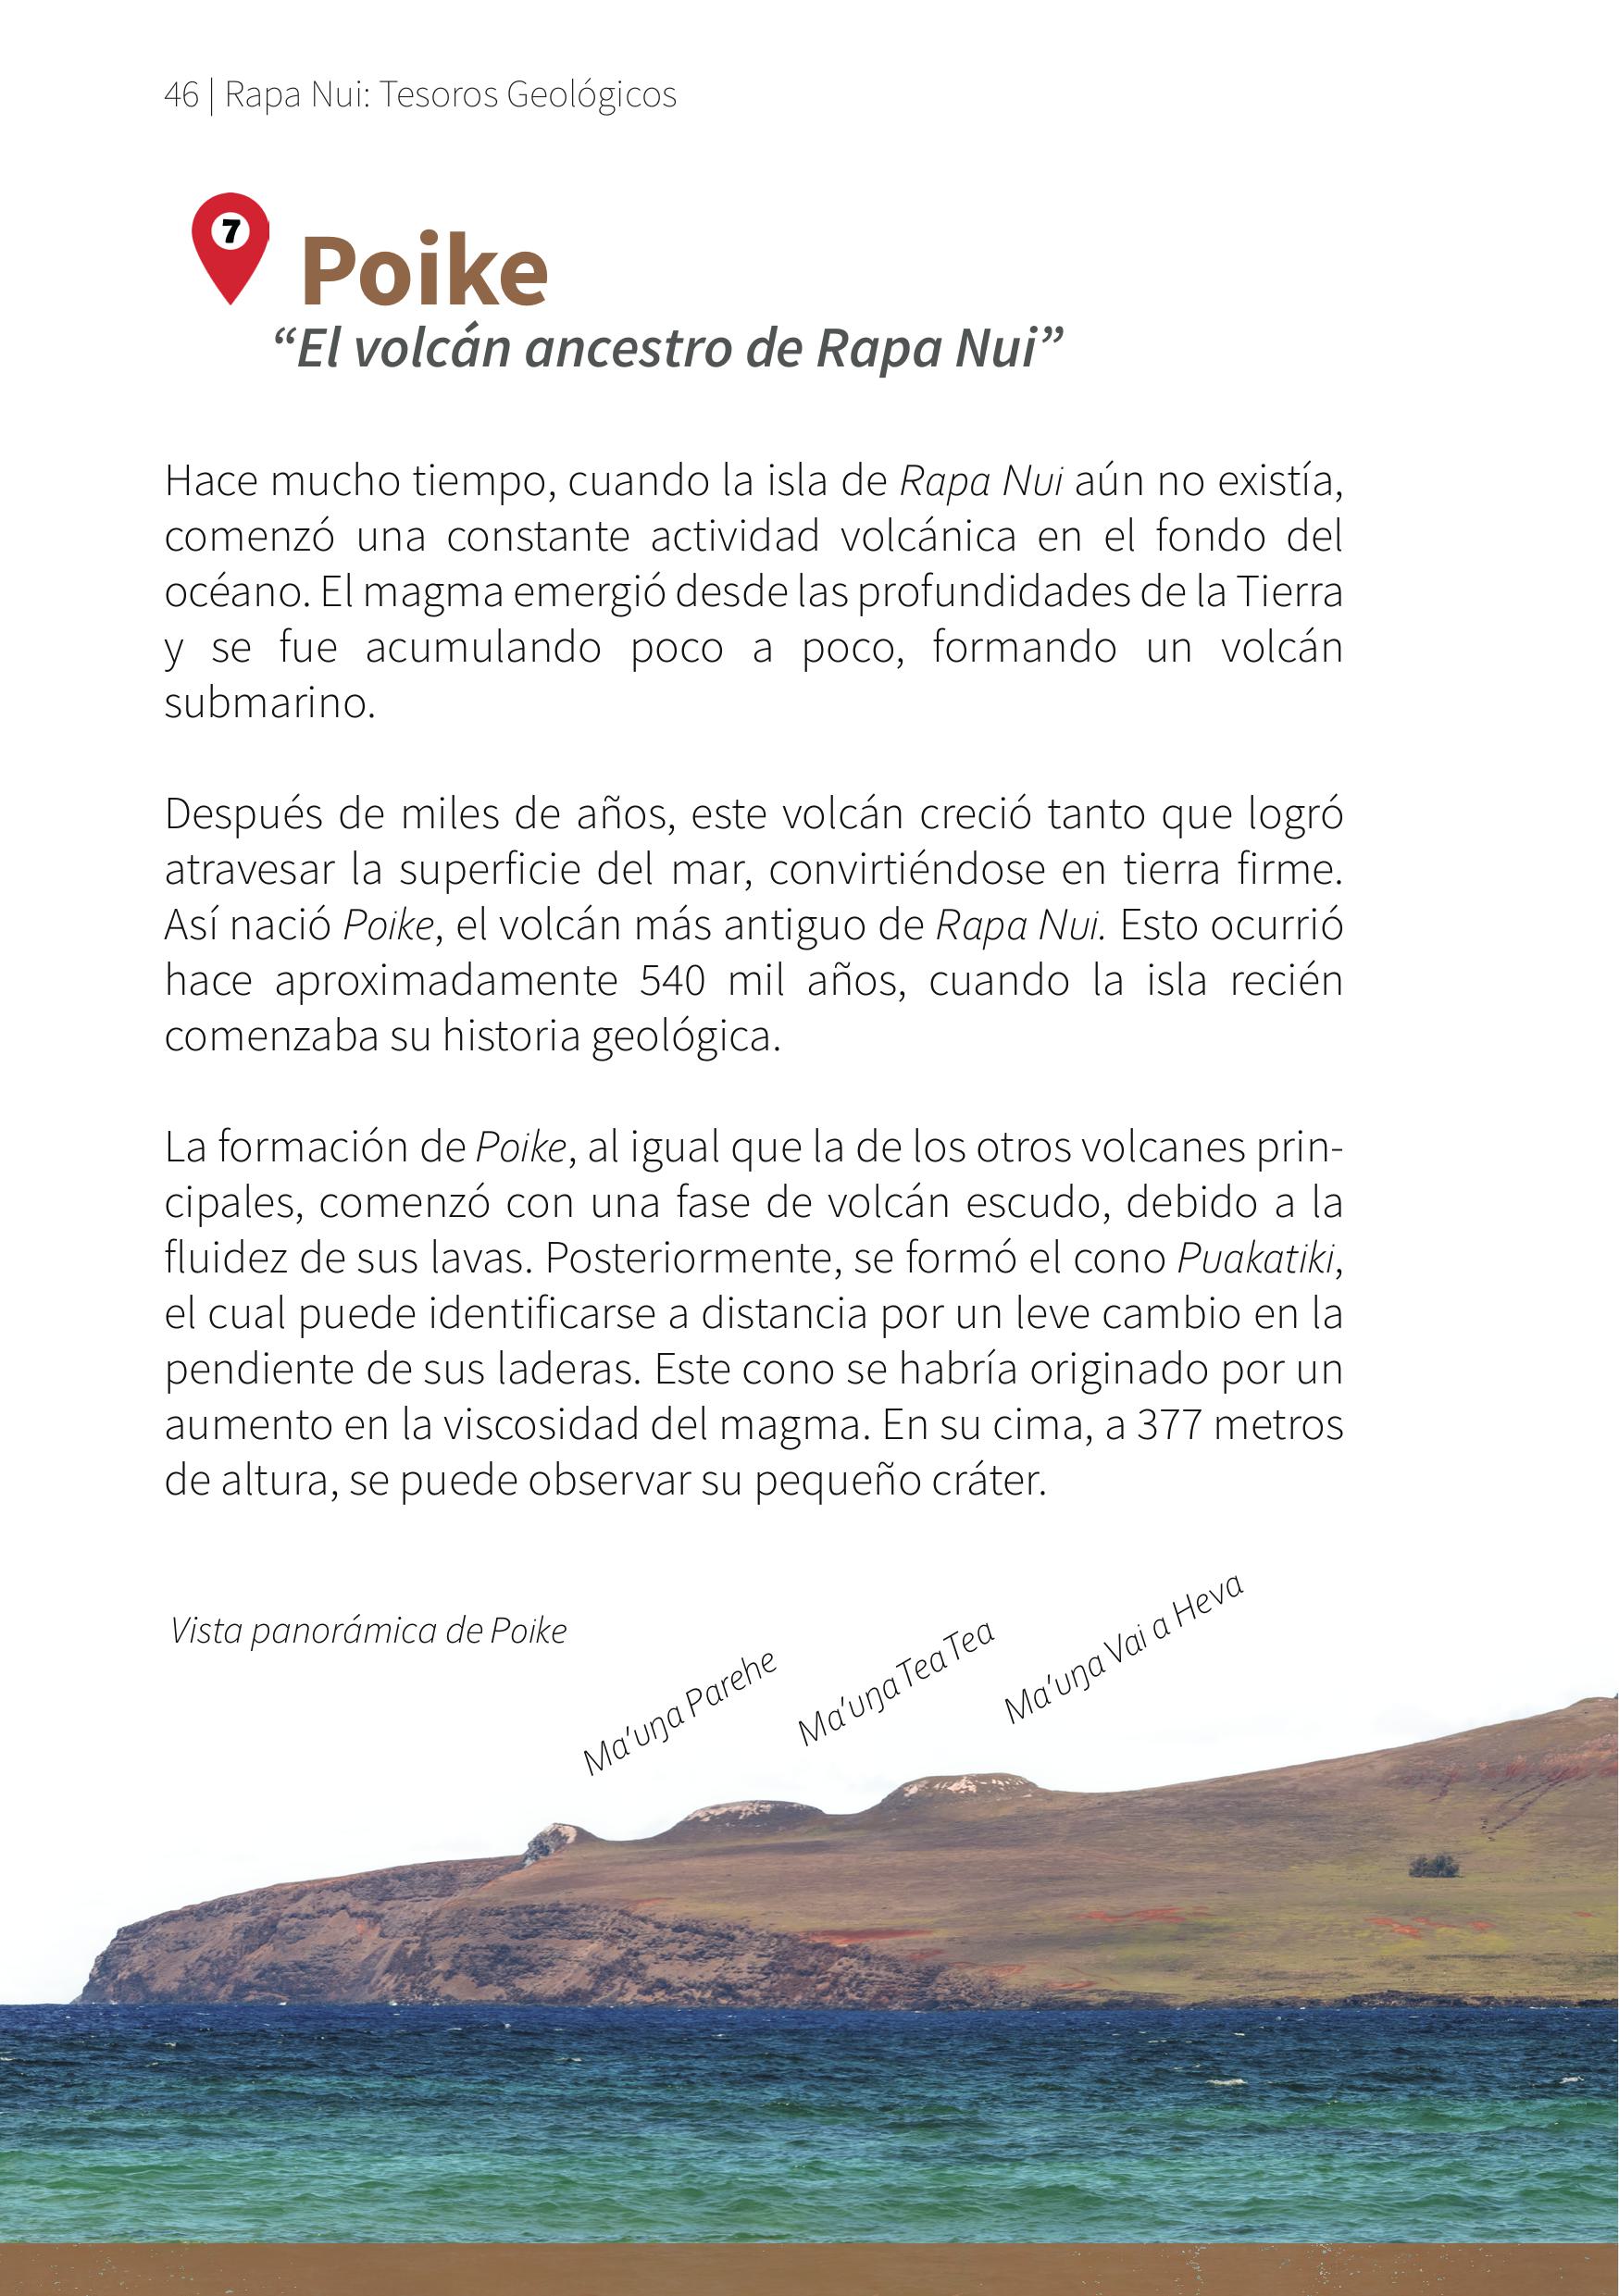 46 | Rapa Nui: Tesoros Geológicos
7
Poike
“El volcán ancestro de Rapa Nui”
Hace mucho tiempo, cuando la isla de Rapa Nui aún no existía,
comenzó una constante actividad volcánica en el fondo del
océano. El magma emergió desde las profundidades de la Tierra
y se fue acumulando poco a poco, formando un volcán
submarino.
Después de miles de años, este volcán creció tanto que logró
atravesar la superficie del mar, convirtiéndose en tierra firme.
Así nació Poike, el volcán más antiguo de Rapa Nui. Esto ocurrió
hace aproximadamente 540 mil años, cuando la isla recién
comenzaba su historia geológica.
La formación de Poike, al igual que la de los otros volcanes prin-
cipales, comenzó con una fase de volcán escudo, debido a la
fluidez de sus lavas. Posteriormente, se formó el cono Puakatiki,
el cual puede identificarse a distancia por un leve cambio en la
pendiente de sus laderas. Este cono se habría originado por un
aumento en la viscosidad del magma. En su cima, a 377 metros
de altura, se puede observar su pequeño cráter.
Vista panorámica de Poike
Ma'uŋa Parehe
Ma'uŋa Tea Tea
Ma'uŋa Vai a Heva